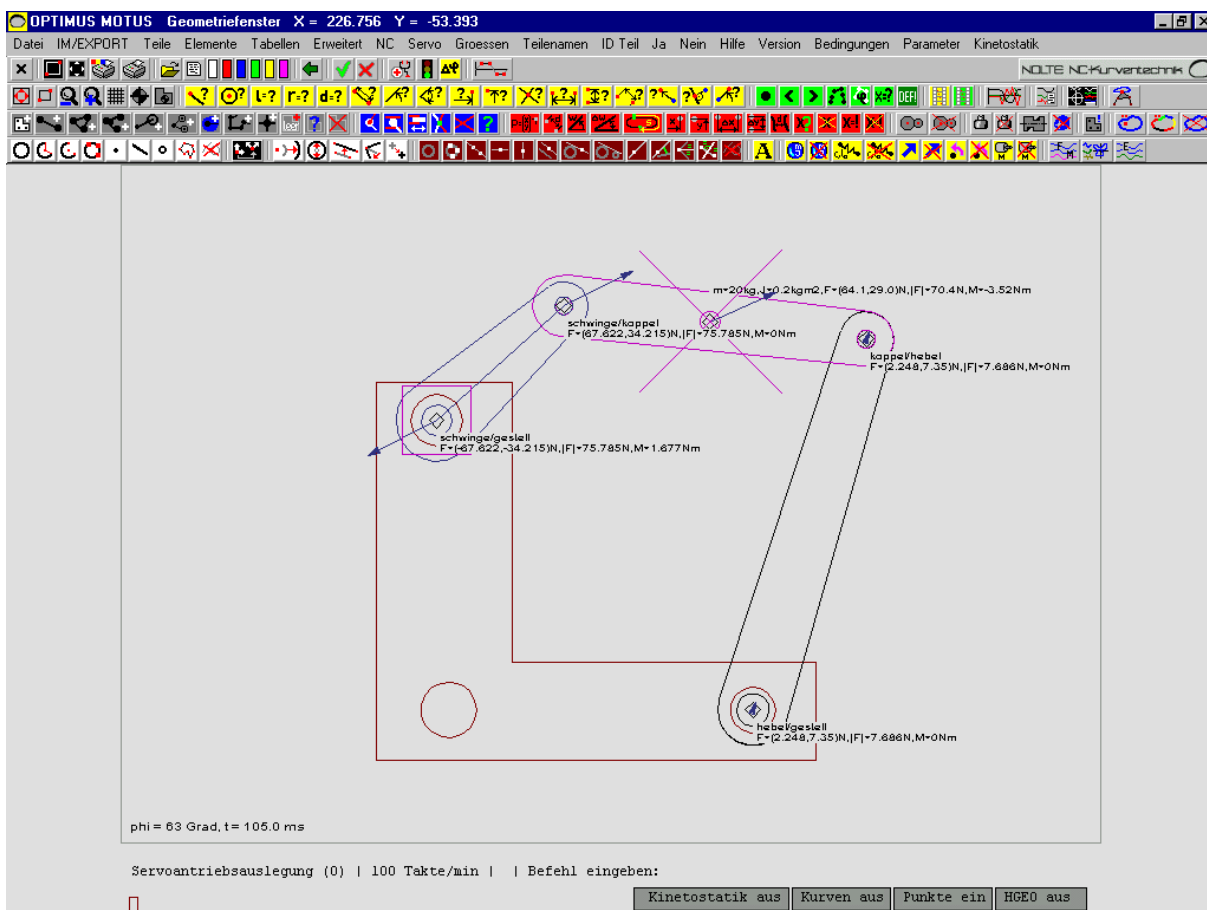 OPTIMUS MOTUS Geometriefenster X = 226.756 Y = -53.393
Datei IM/EXPORT Teile Elemente Tabellen Erweitert NC Servo Groessen Teilenamen ID Teil Ja Nein Hilfe Version Bedingungen Parameter Kinetostatik
NOLTE NC-Kurventechnik
l=? r=? d=? x=? DEF!
m=20kg,J=0.2kgm2,F=(64.1,29.0)N,|F|=70.4N,M=-3.52Nm
schwinge/koppel
F=(67.622,34.215)N,|F|=75.785N,M=0Nm
koppel/hebel
F=(2.248,7.35)N,|F|=7.686N,M=0Nm
schwinge/gestell
F=(-67.622,-34.215)N,|F|=75.785N,M=1.677Nm
hebel/gestell
F=(2.248,7.35)N,|F|=7.686N,M=0Nm
phi = 63 Grad, t = 105.0 ms
Servoantriebsauslegung (0) | 100 Takte/min | | Befehl eingeben:
Kinetostatik aus Kurven aus Punkte ein HGEO aus